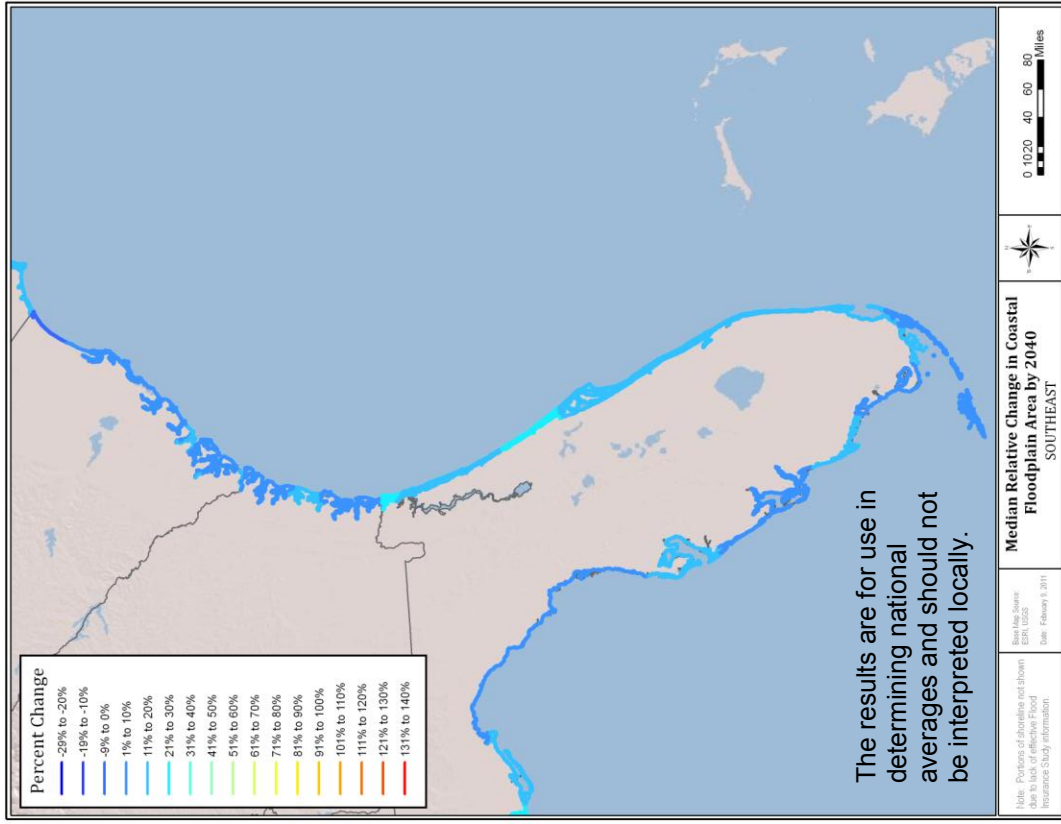 Percent Change
-29% to -20%
-19% to -10%
-9% to 0%
1% to 10%
11% to 20%
21% to 30%
31% to 40%
41% to 50%
51% to 60%
61% to 70%
71% to 80%
81% to 90%
91% to 100%
101% to 110%
111% to 120%
121% to 130%
131% to 140%
The results are for use in
determining national
averages and should not
be interpreted locally.
Note: Portions of shoreline not shown
due to lack of effective Flood
Insurance Study information.
Base Map Source:
ESRI, USGS
Date: February 9, 2011
Median Relative Change in Coastal
Floodplain Area by 2040
SOUTHEAST
N
E
S
W
0 10 20 40 60 80
Miles